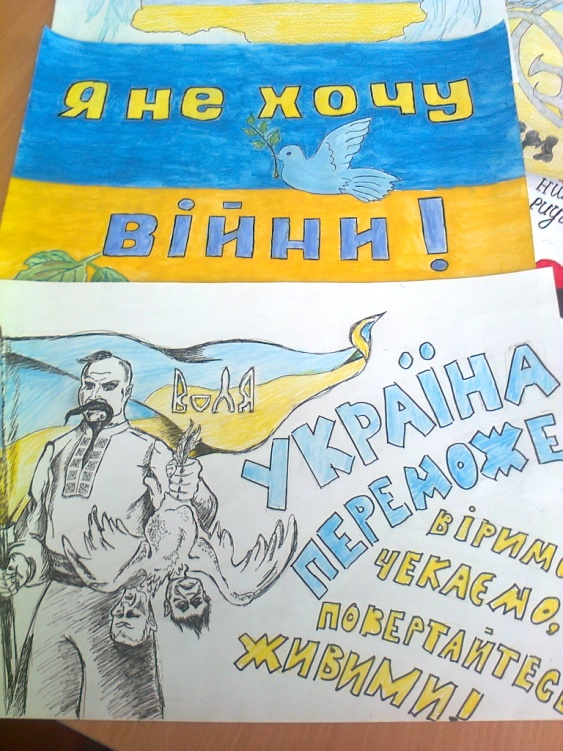 Я не хочу
війни!
ВОЛЯ
УКРАЇНА
ПЕРЕМОЖЕ
ВІРИМО
ЧЕКАЄМО,
ПОВЕРТАЙТЕСЬ
ЖИВИМИ!